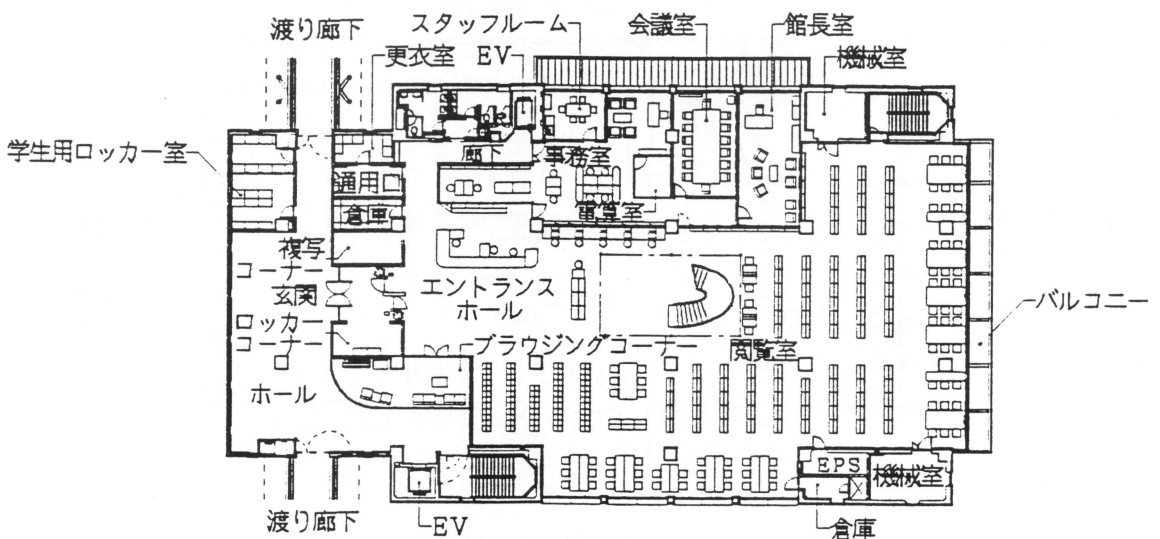 渡り廊下
スタッフルーム
会議室
館長室
更衣室
EV
機械室
学生用ロッカー室
廊下
事務室
通用口
倉庫
電算室
複写
コーナー
玄関
エントランス
ホール
バルコニー
ロッカー
コーナー
ブラウジングコーナー
閲覧室
ホール
EPS
機械室
渡り廊下
EV
倉庫